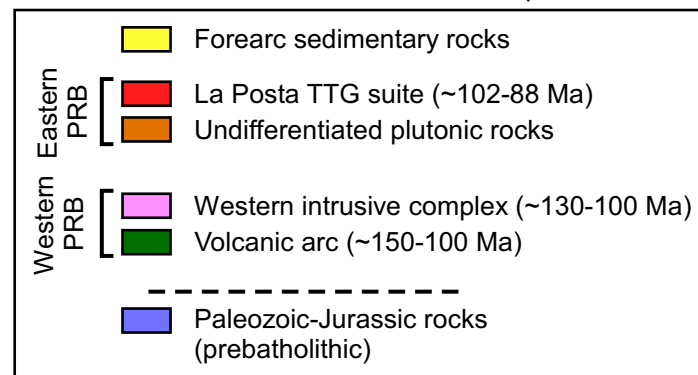 Forearc sedimentary rocks
Eastern
PRB
La Posta TTG suite (~102-88 Ma)
Undifferentiated plutonic rocks
Western
PRB
Western intrusive complex (~130-100 Ma)
Volcanic arc (~150-100 Ma)
Paleozoic-Jurassic rocks
(prebatholithic)